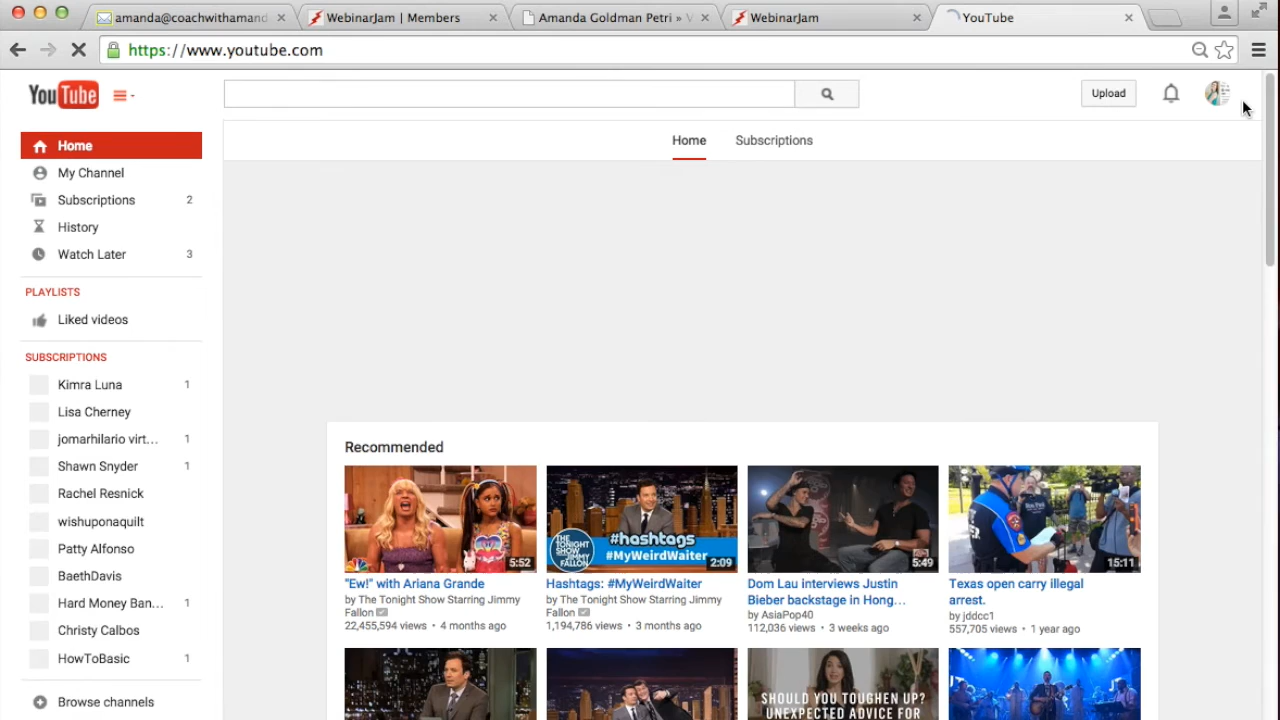 amanda@coachwithamand
WebinarJam | Members
Amanda Goldman Petri » V
WebinarJam
YouTube
https://www.youtube.com
YouTube
Upload
Home
My Channel
Subscriptions 2
History
Watch Later 3
PLAYLISTS
Liked videos
SUBSCRIPTIONS
Kimra Luna 1
Lisa Cherney
jomarhilario virt... 1
Shawn Snyder 1
Rachel Resnick
wishuponaquilt
Patty Alfonso
BaethDavis
Hard Money Ban... 1
Christy Calbos
HowToBasic 1
Browse channels
Home Subscriptions
Recommended
5:52
"Ew!" with Ariana Grande
by The Tonight Show Starring Jimmy
Fallon
22,455,594 views • 4 months ago
THE
TONIGHT
SHOW
JIMMY
FALLON
#hashtags
#MyWeirdWaiter
2:09
Hashtags: #MyWeirdWaiter
by The Tonight Show Starring Jimmy
Fallon
1,194,786 views • 3 months ago
5:49
Dom Lau interviews Justin
Bieber backstage in Hong...
by AsiaPop40
112,036 views • 3 weeks ago
15:11
Texas open carry illegal
arrest.
by jddcc1
557,705 views • 1 year ago
SHOULD YOU TOUGHEN UP?
UNEXPECTED ADVICE FOR